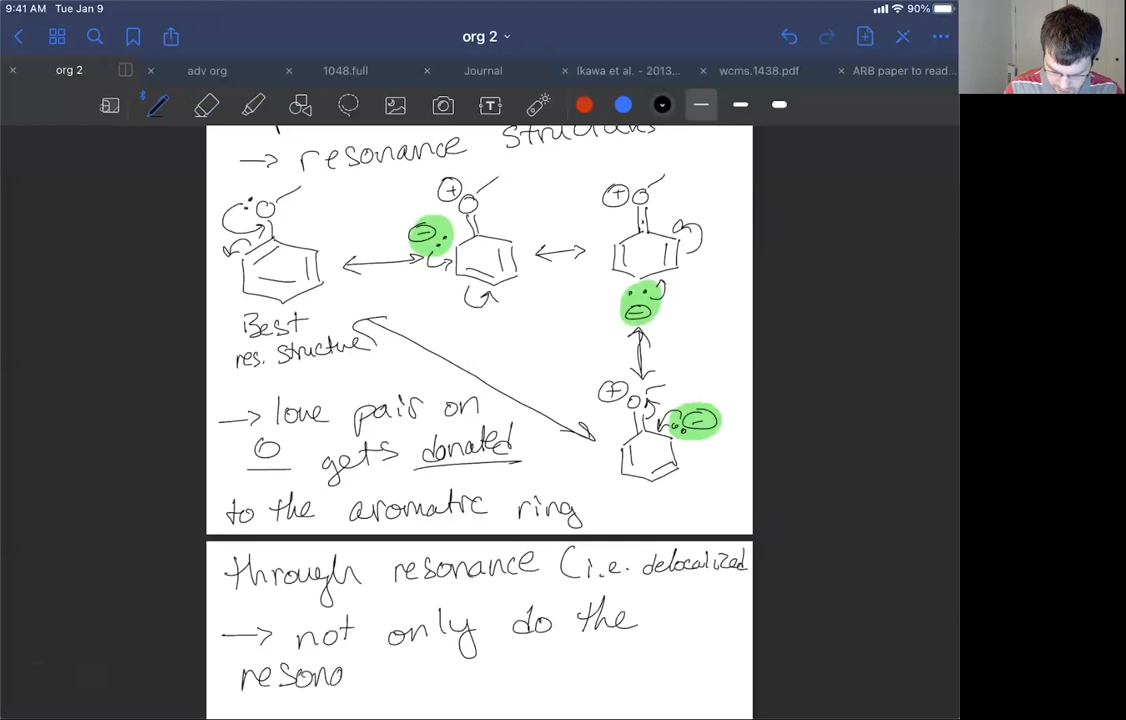 9:41 AM Tue Jan 9
90%
org 2
org 2
adv org
1048.full
Journal
Ikawa et al. - 2013...
wcms.1438.pdf
ARB paper to read...
→ resonance structures
Best
res. structure
→ lone pair on
O gets donated
to the aromatic ring
through resonance (i.e. delocalized
→ not only do the
resona